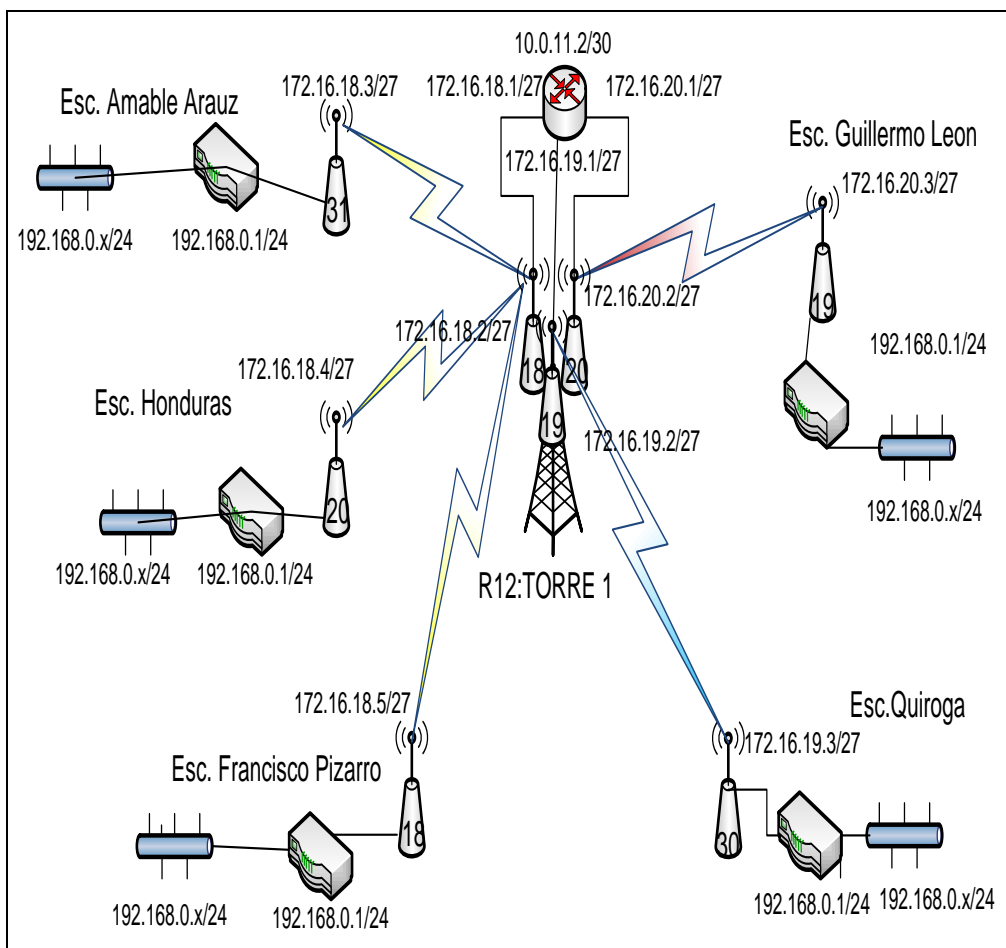 10.0.11.2/30
172.16.18.3/27
172.16.18.1/27
172.16.20.1/27
Esc. Amable Arauz
Esc. Guillermo Leon
172.16.19.1/27
172.16.20.3/27
31
192.168.0.x/24
192.168.0.1/24
172.16.20.2/27
19
172.16.18.2/27
192.168.0.1/24
172.16.18.4/27
18
20
Esc. Honduras
19
172.16.19.2/27
20
192.168.0.x/24
192.168.0.x/24
192.168.0.1/24
R12:TORRE 1
172.16.18.5/27
Esc.Quiroga
172.16.19.3/27
Esc. Francisco Pizarro
18
30
192.168.0.x/24
192.168.0.1/24
192.168.0.1/24
192.168.0.x/24